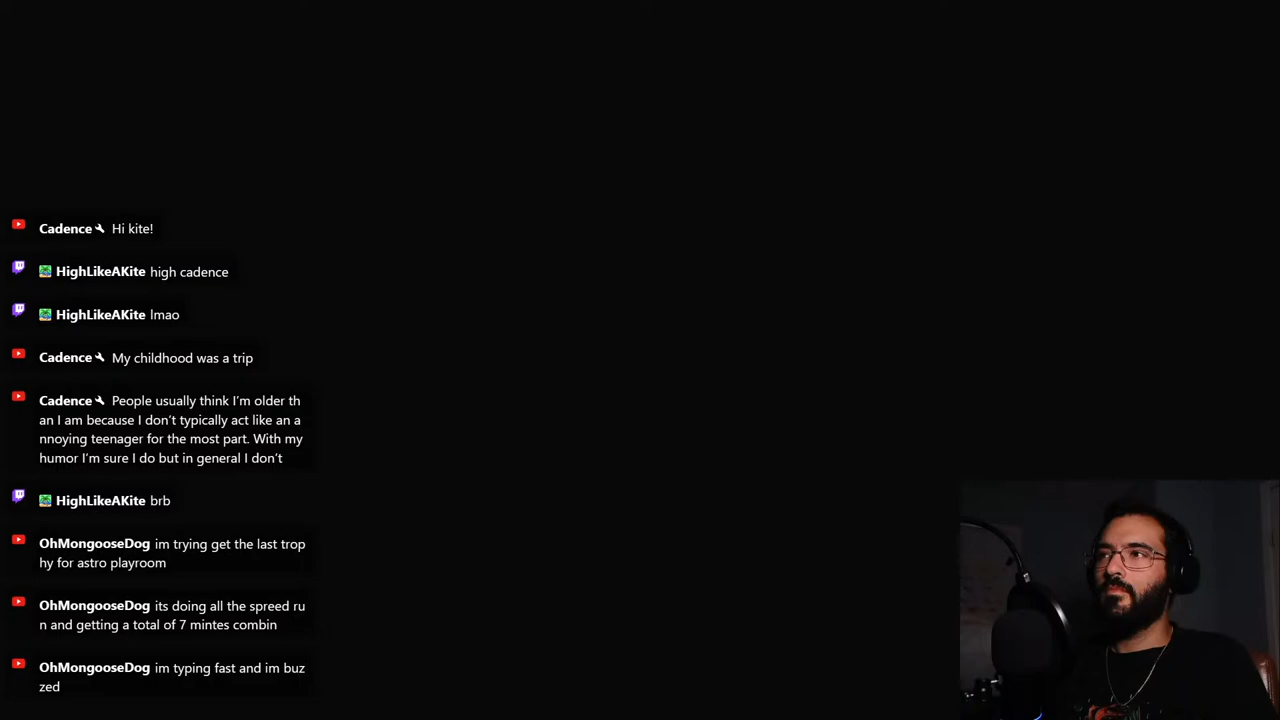 Cadence Hi kite!
HighLikeAKite high cadence
HighLikeAKite lmao
Cadence My childhood was a trip
Cadence People usually think I’m older th
an I am because I don’t typically act like an a
nnoying teenager for the most part. With my
humor I’m sure I do but in general I don’t
HighLikeAKite brb
OhMongooseDog im trying get the last trop
hy for astro playroom
OhMongooseDog its doing all the spreed ru
n and getting a total of 7 mintes combin
OhMongooseDog im typing fast and im buz
zed